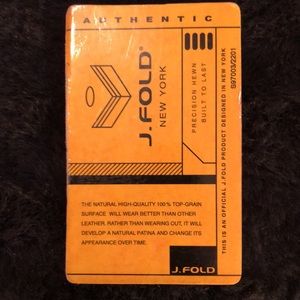 AUTHENTIC
J.FOLD®
NEW YORK
PRECISION HEWN
BUILT TO LAST
S97003/2201
THIS IS AN OFFICIAL J.FOLD PRODUCT DESIGNED IN NEW YORK
THE NATURAL HIGH-QUALITY 100% TOP-GRAIN
SURFACE WILL WEAR BETTER THAN OTHER
LEATHER. RATHER THAN WEARING OUT, IT WILL
DEVELOP A NATURAL PATINA AND CHANGE ITS
APPEARANCE OVER TIME.
J.FOLD